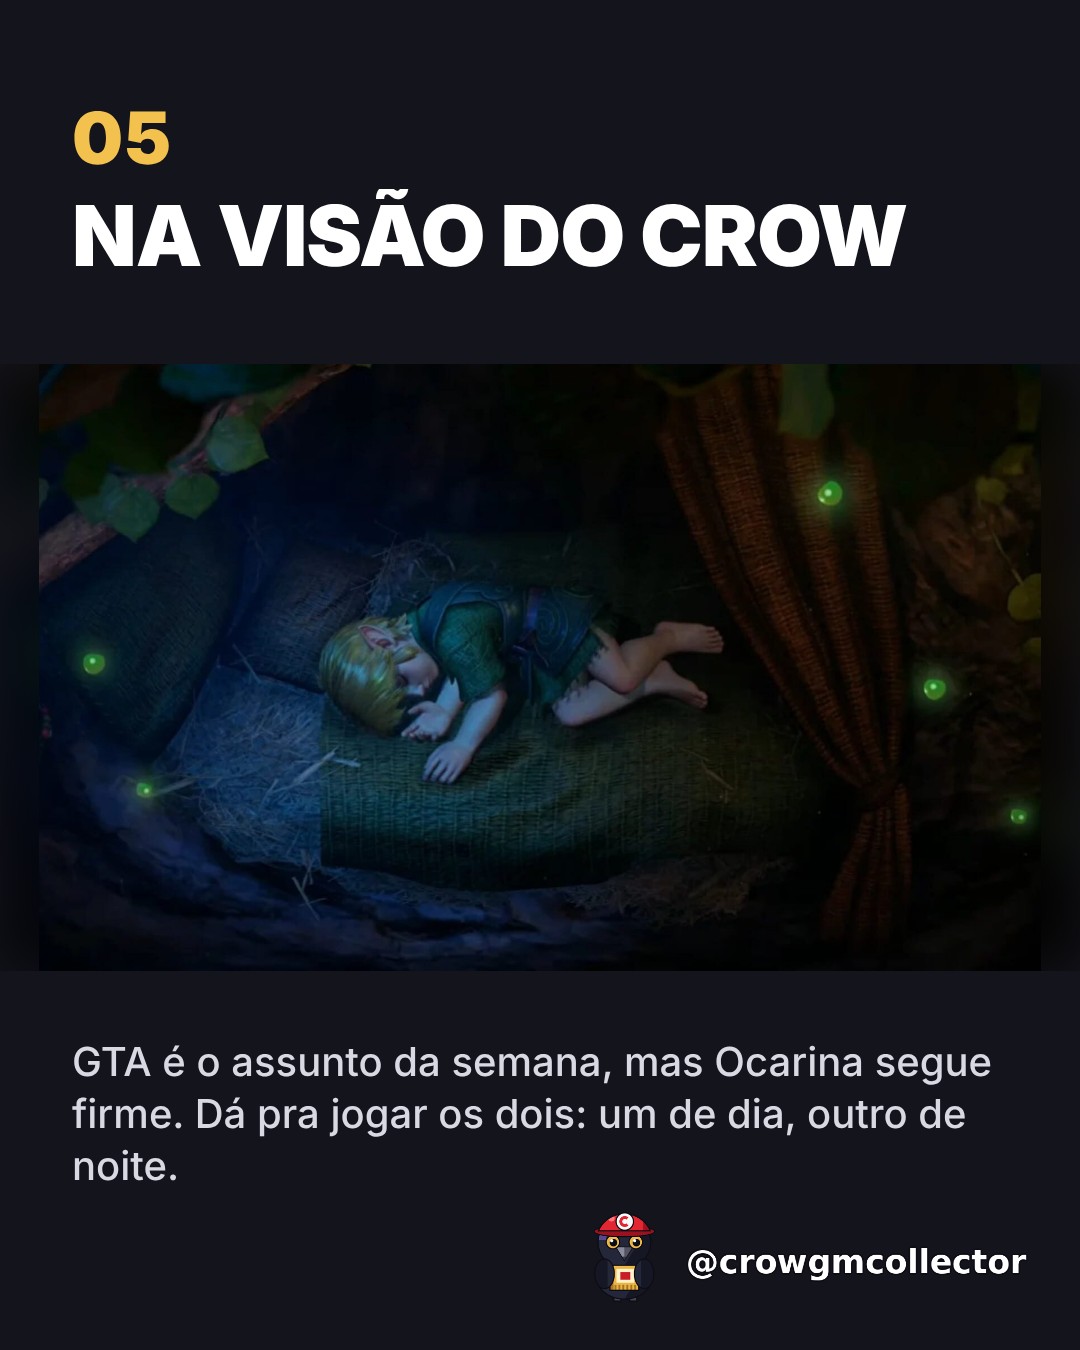 05
NA VISÃO DO CROW
GTA é o assunto da semana, mas Ocarina segue
firme. Dá pra jogar os dois: um de dia, outro de
noite.
C
@crowgmcollector